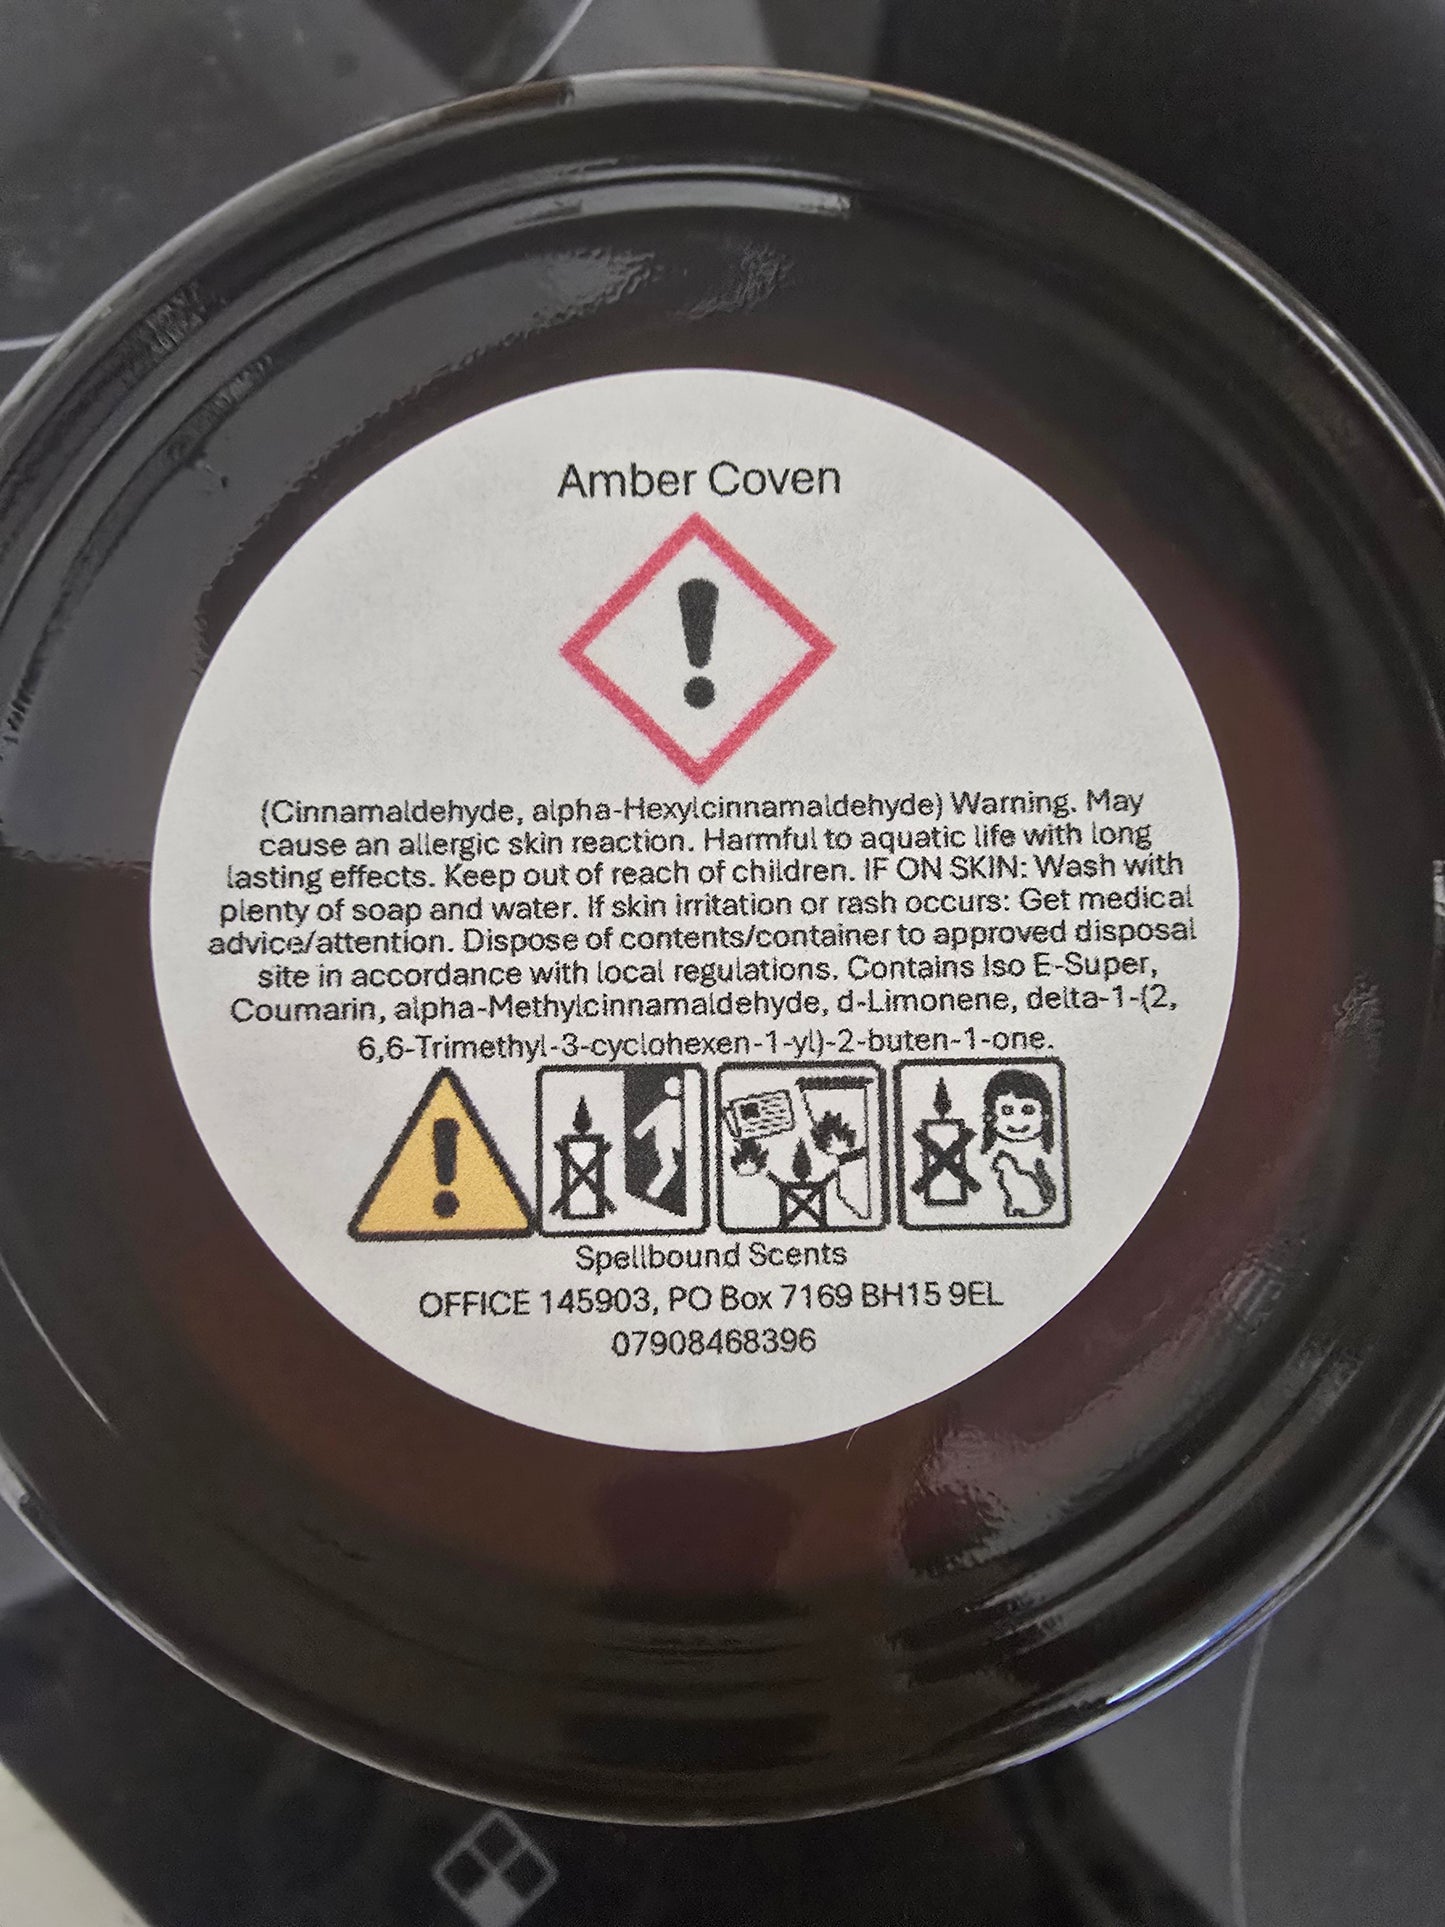 Amber Coven
(Cinnamaldehyde, alpha-Hexylcinnamaldehyde) Warning. May
cause an allergic skin reaction. Harmful to aquatic life with long
lasting effects. Keep out of reach of children. IF ON SKIN: Wash with
plenty of soap and water. If skin irritation or rash occurs: Get medical
advice/attention. Dispose of contents/container to approved disposal
site in accordance with local regulations. Contains Iso E-Super,
Coumarin, alpha-Methylcinnamaldehyde, d-Limonene, delta-1-(2,
6,6-Trimethyl-3-cyclohexen-1-yl)-2-buten-1-one.
Spellbound Scents
OFFICE 145903, PO Box 7169 BH15 9EL
07908468396